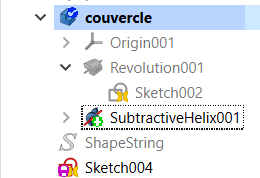 couvercle
Origin001
Revolution001
Sketch002
SubtractiveHelix001
ShapeString
Sketch004